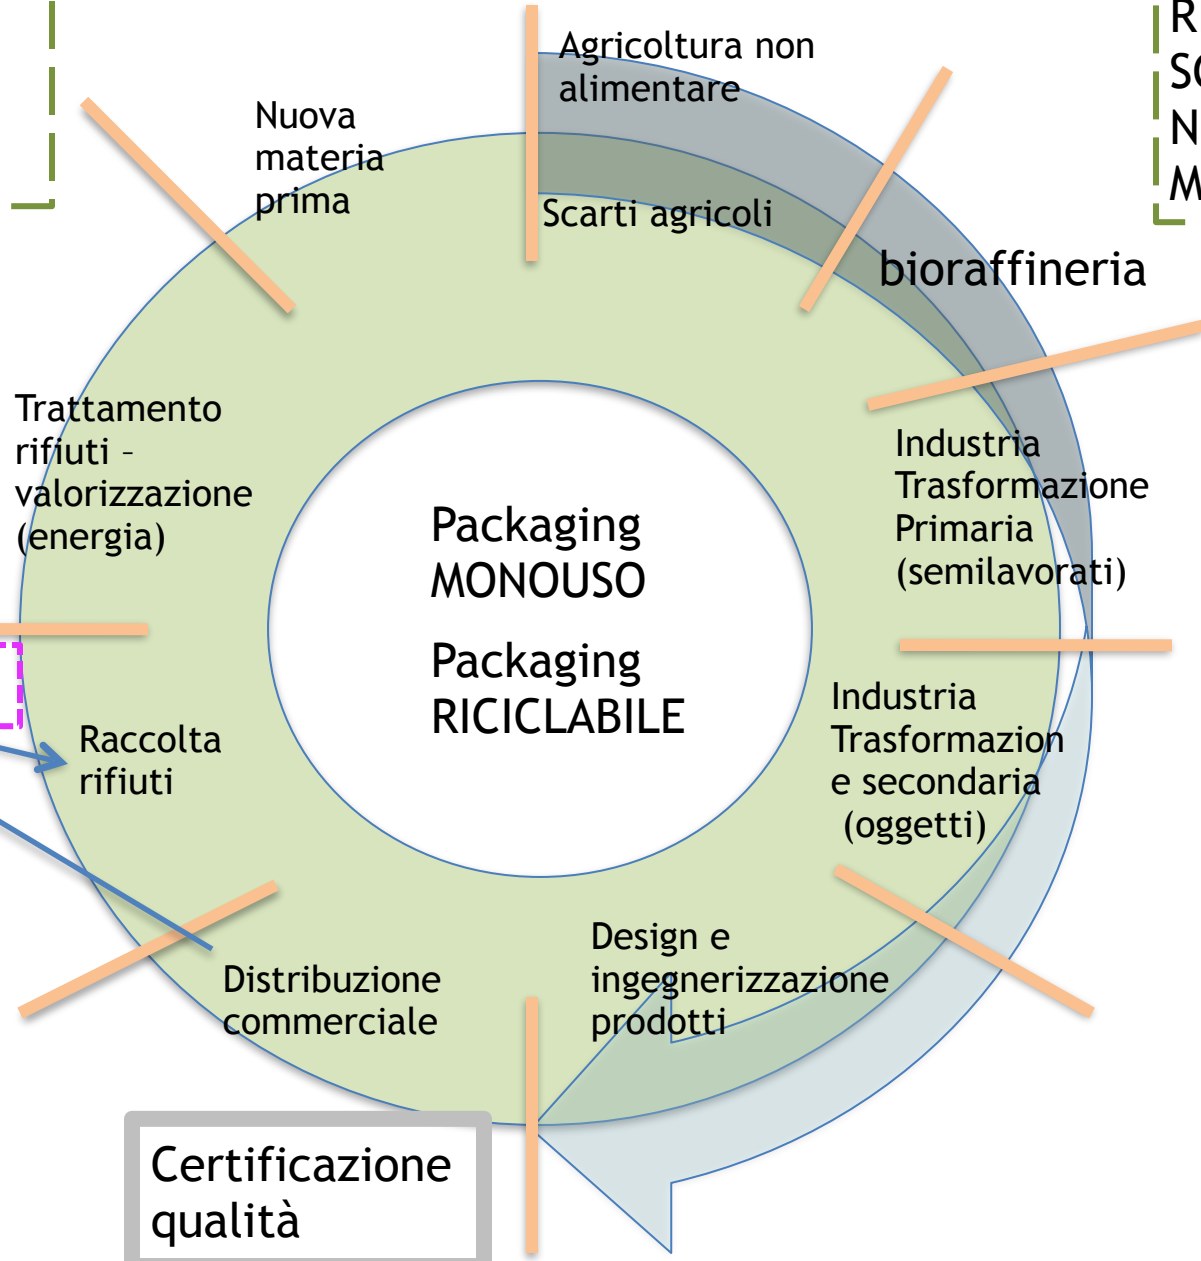 Agricoltura non
alimentare
Scarti agricoli
bioraffineria
Industria
Trasformazione
Primaria
(semilavorati)
Industria
Trasformazion
e secondaria
(oggetti)
Design e
ingegnerizzazione
prodotti
Distribuzione
commerciale
Certificazione
qualità
Raccolta
rifiuti
Trattamento
rifiuti –
valorizzazione
(energia)
Nuova
materia
prima
Packaging
MONOUSO
Packaging
RICICLABILE